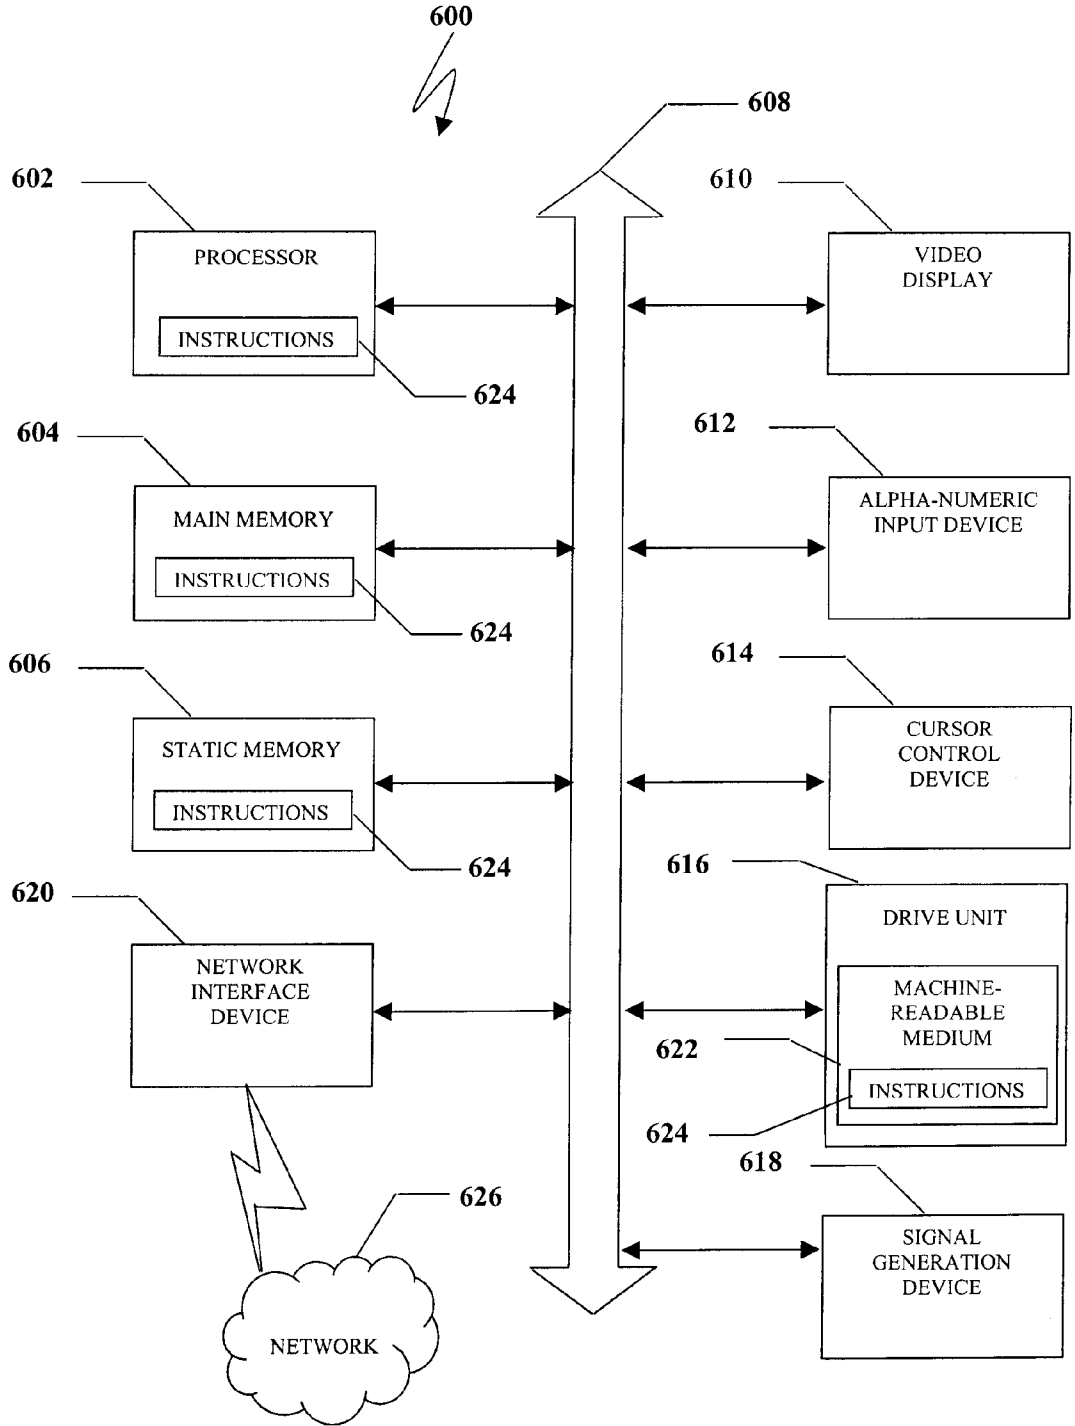 600
608
602
PROCESSOR
INSTRUCTIONS
624
610
VIDEO
DISPLAY
604
MAIN MEMORY
INSTRUCTIONS
624
612
ALPHA-NUMERIC
INPUT DEVICE
606
STATIC MEMORY
INSTRUCTIONS
624
614
CURSOR
CONTROL
DEVICE
620
NETWORK
INTERFACE
DEVICE
616
DRIVE UNIT
MACHINE-
READABLE
MEDIUM
622
INSTRUCTIONS
624
626
NETWORK
618
SIGNAL
GENERATION
DEVICE